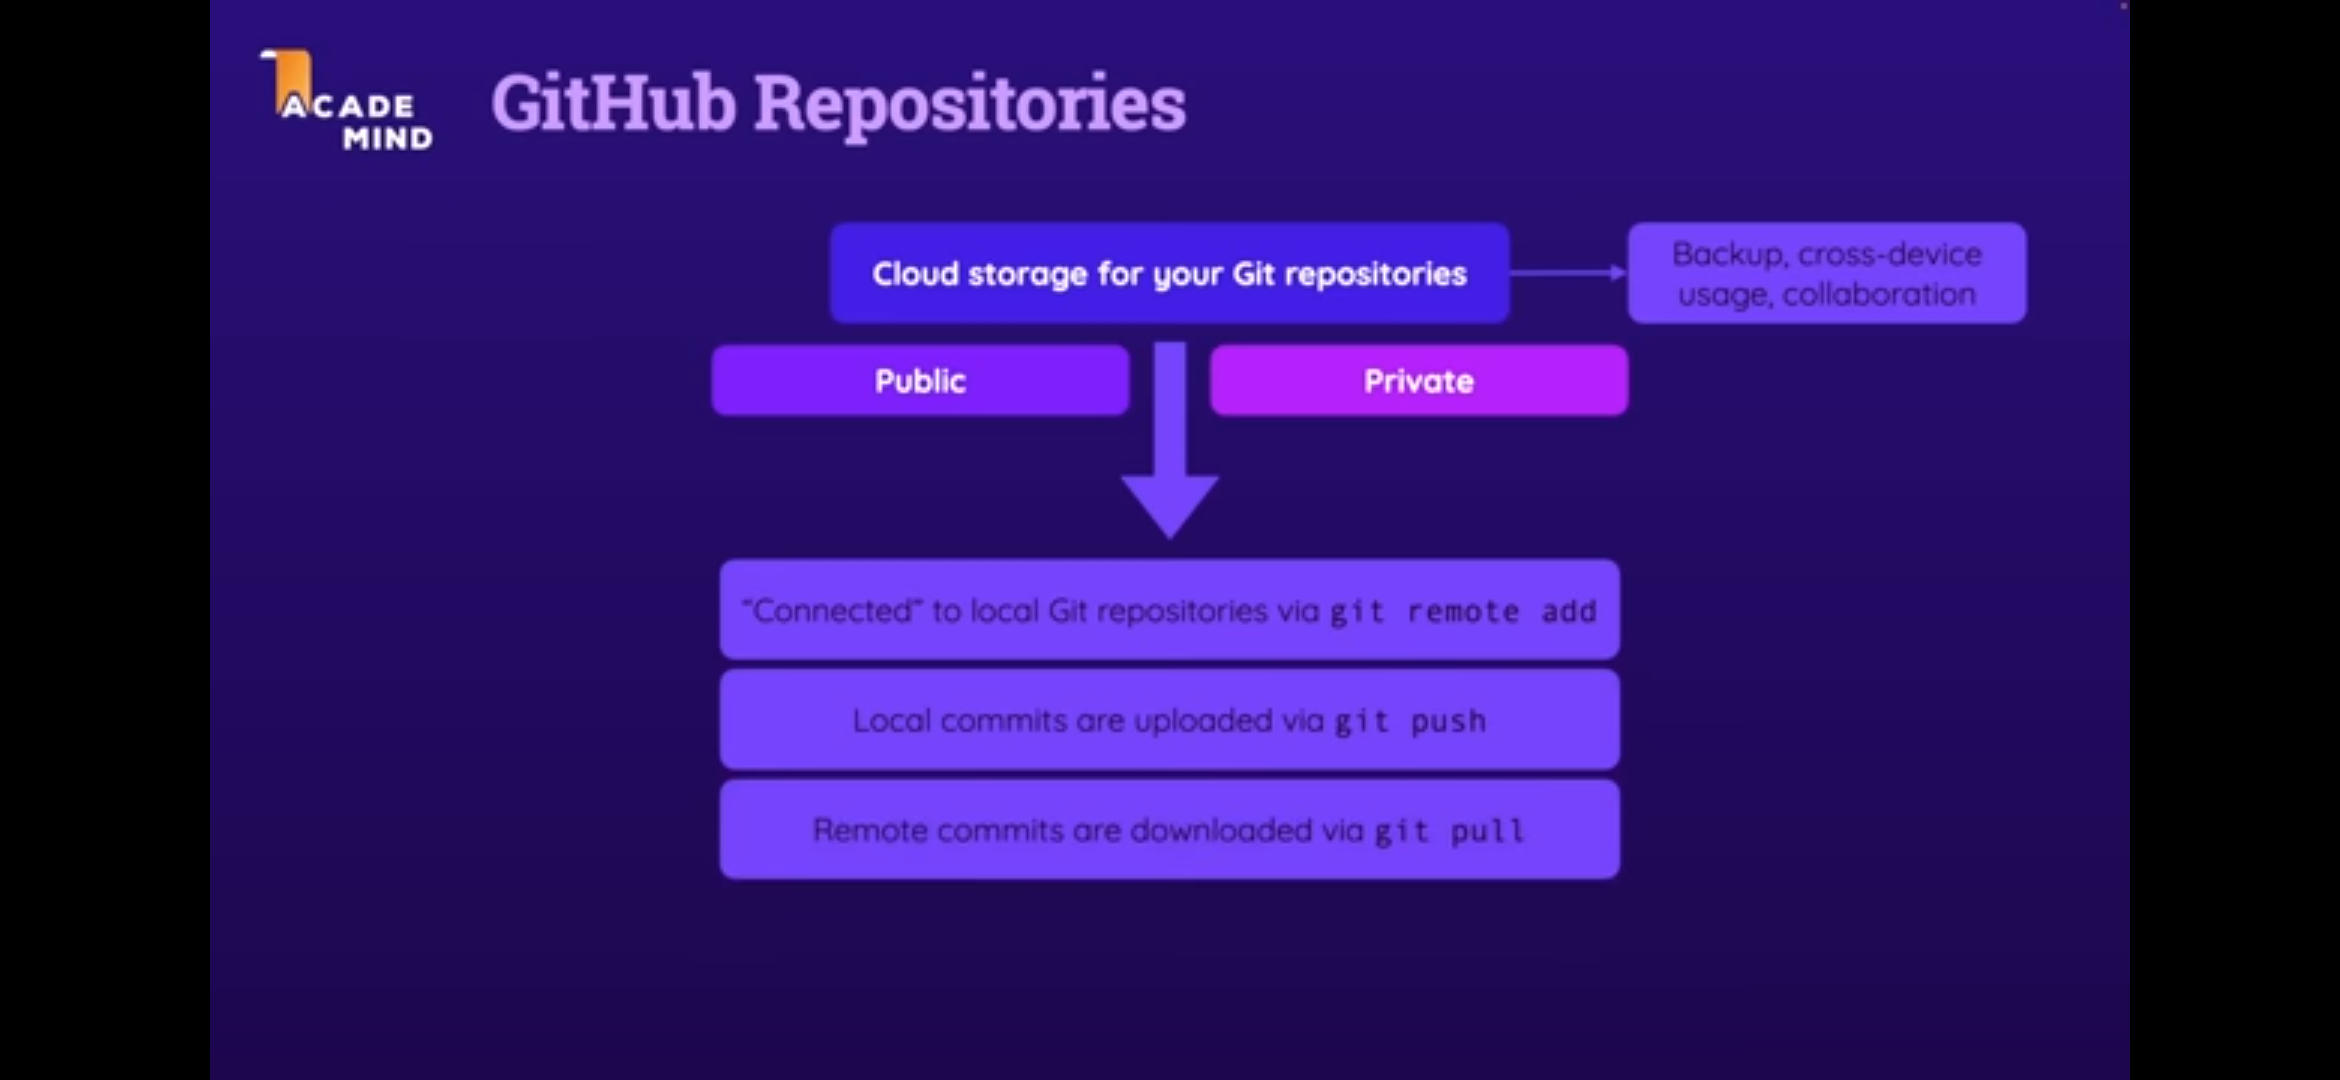 ACADE
MIND
GitHub Repositories
Cloud storage for your Git repositories
Backup, cross-device
usage, collaboration
Public
Private
“Connected” to local Git repositories via git remote add
Local commits are uploaded via git push
Remote commits are downloaded via git pull